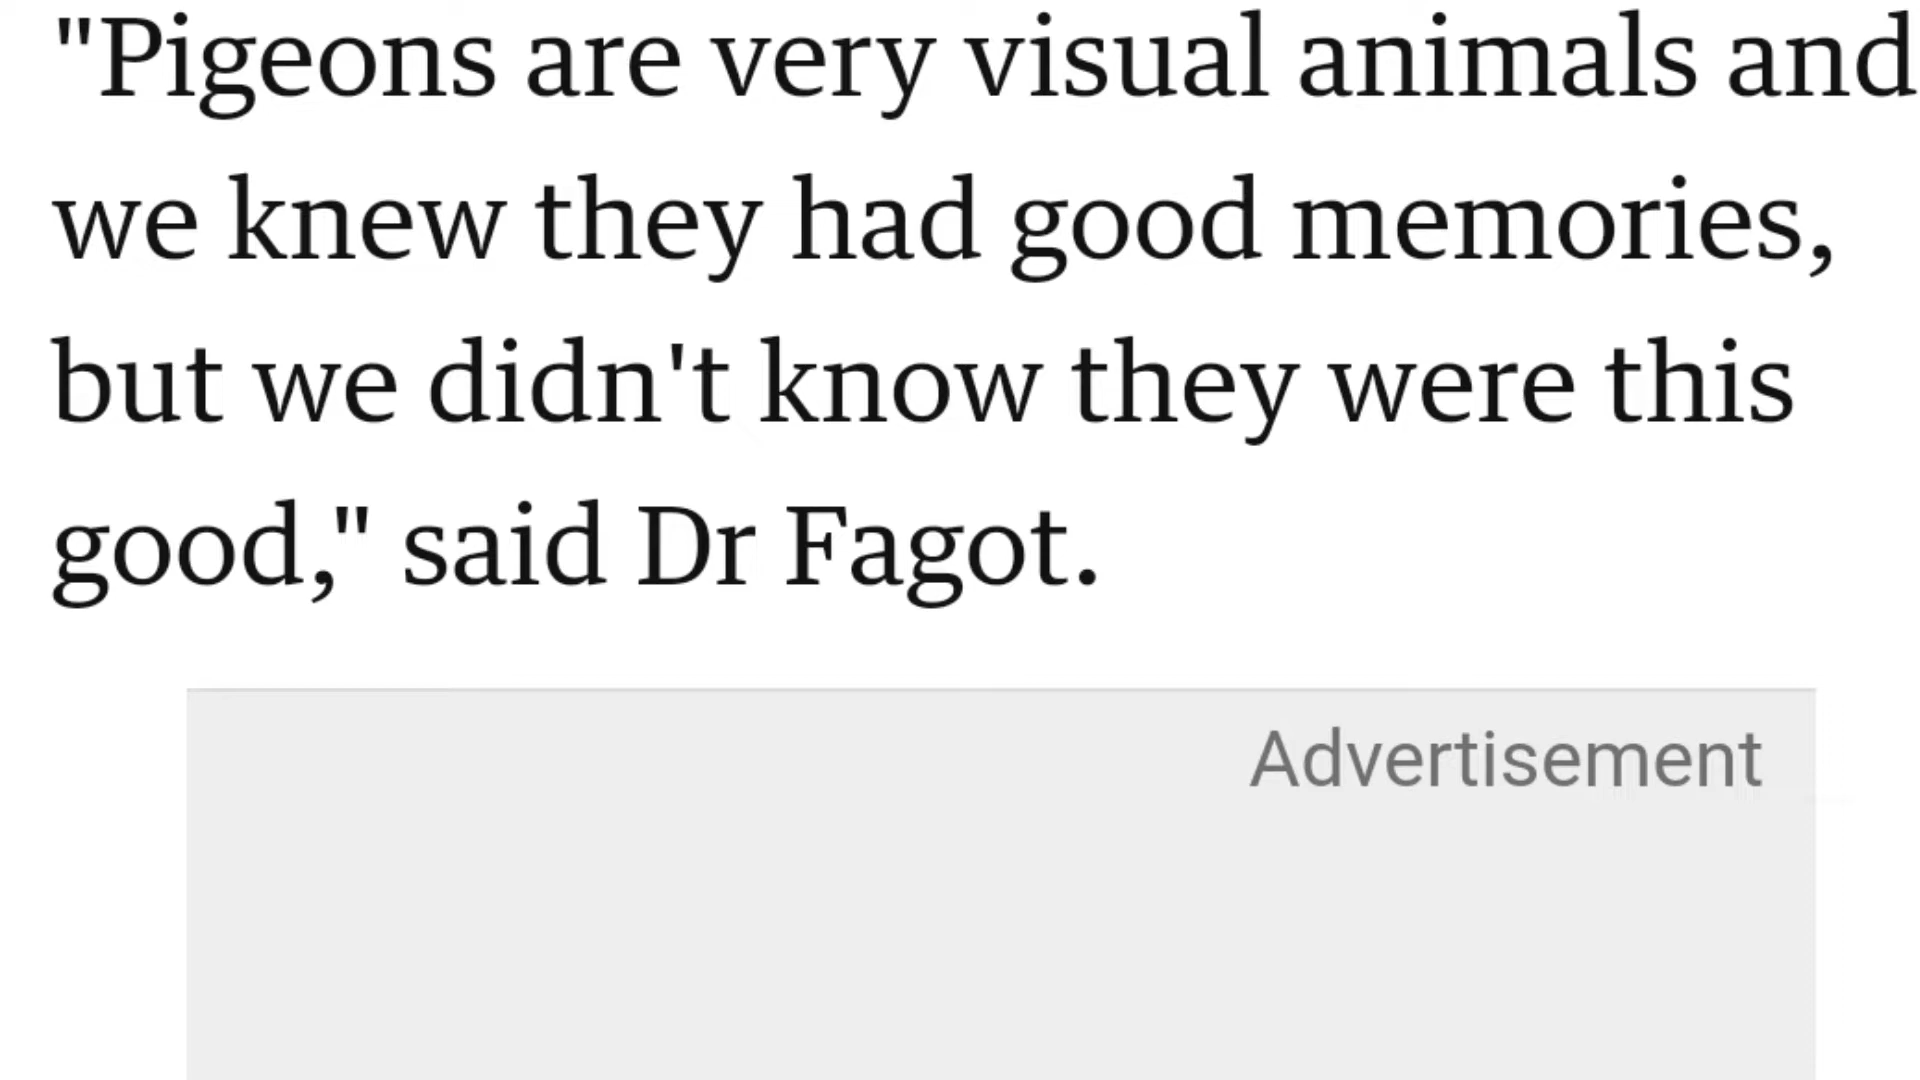 "Pigeons are very visual animals and
we knew they had good memories,
but we didn't know they were this
good," said Dr Fagot.
Advertisement